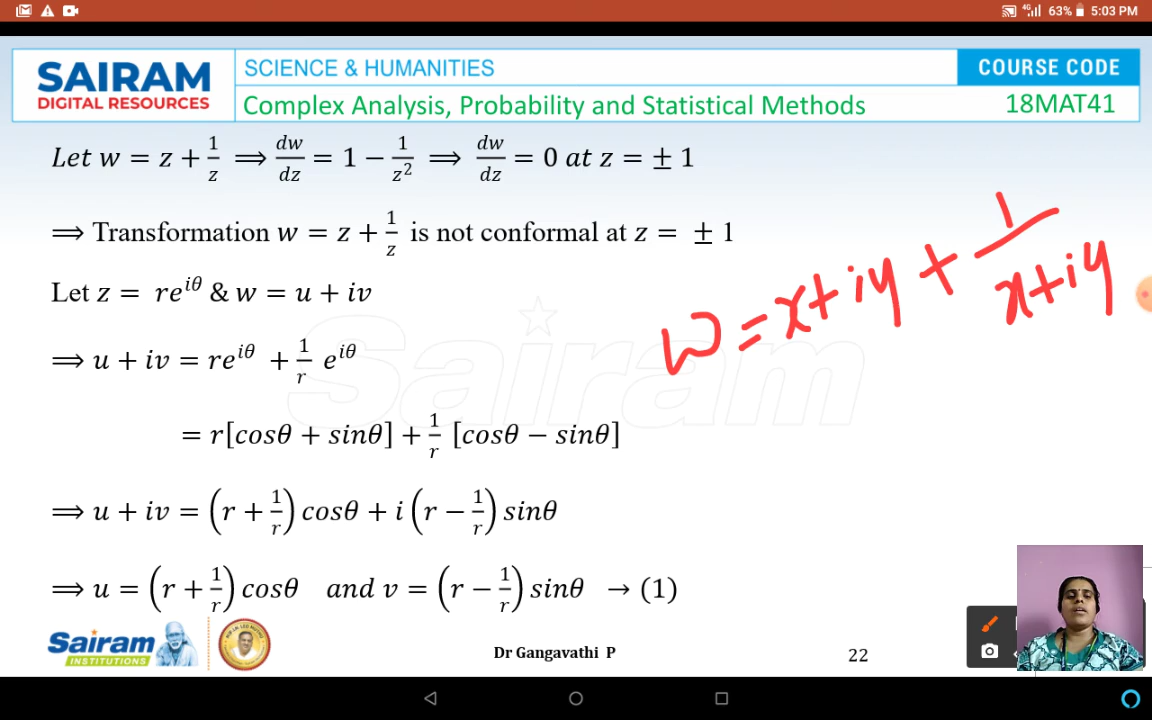 4G 63% 5:03 PM
SAIRAM
DIGITAL RESOURCES
SCIENCE & HUMANITIES
COURSE CODE
Complex Analysis, Probability and Statistical Methods
18MAT41
Let w = z + 1/z ⟹ dw/dz = 1 − 1/z² ⟹ dw/dz = 0 at z = ± 1
⟹ Transformation w = z + 1/z is not conformal at z = ± 1
Let z = re^{iθ} & w = u + iv
w = x+iy + 1/(x+iy)
⟹ u + iv = re^{iθ} + 1/r e^{iθ}
= r[cosθ + sinθ] + 1/r [cosθ − sinθ]
⟹ u + iv = (r + 1/r) cosθ + i (r − 1/r) sinθ
⟹ u = (r + 1/r) cosθ and v = (r − 1/r) sinθ → (1)
Sairam
Sairam
INSTITUTIONS
Dr Gangavathi P
22